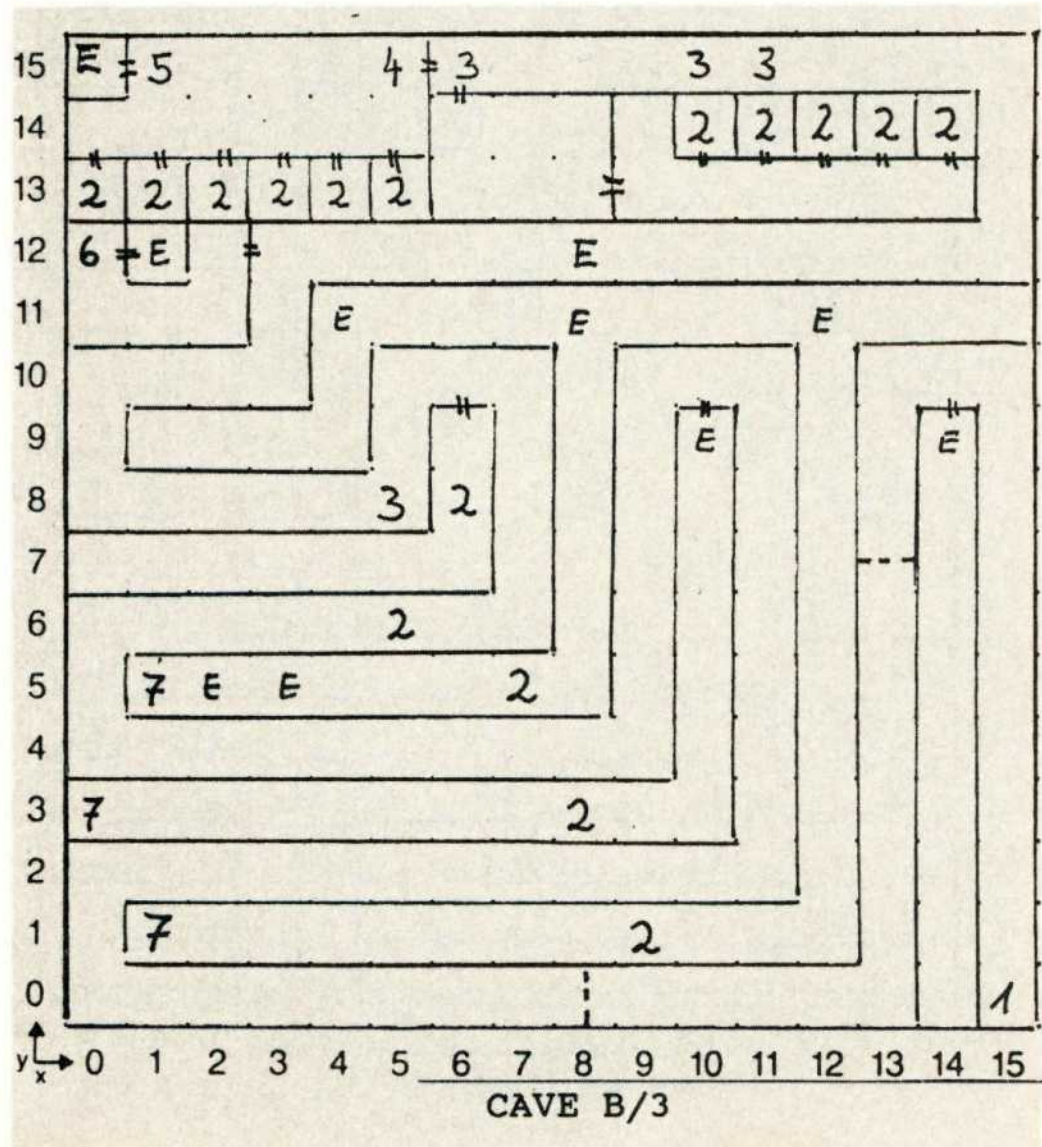 15 E 5 4 3 3 3
14 2 2 2 2 2
13 2 2 2 2 2 2
12 6 E E
11 E E E
10
9 E E
8 3 2
7
6 2
5 7 E E 2
4
3 7 2
2
1 7 2
0 1
y x 0 1 2 3 4 5 6 7 8 9 10 11 12 13 14 15
CAVE B/3